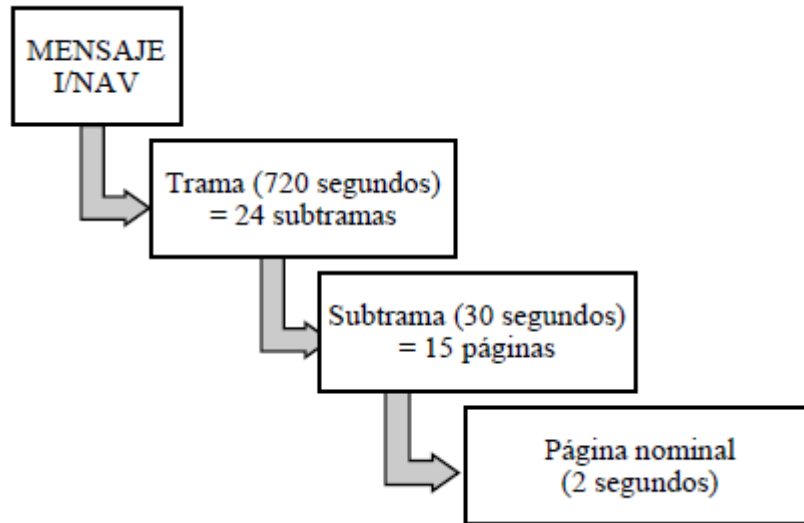 MENSAJE
I/NAV
Trama (720 segundos)
= 24 subtramas
Subtrama (30 segundos)
= 15 páginas
Página nominal
(2 segundos)